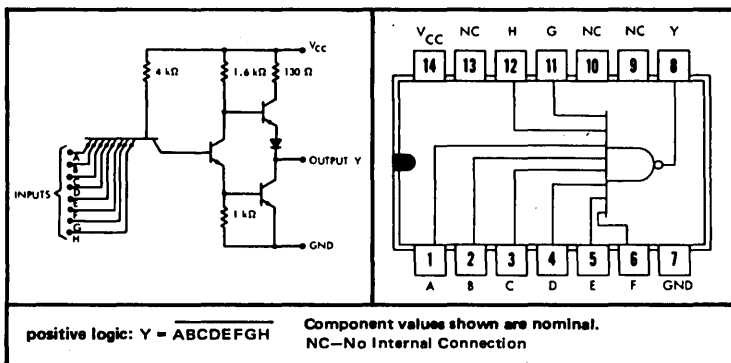 VCC
4 kΩ
1.6 kΩ
130 Ω
INPUTS
A
B
C
D
E
F
G
H
OUTPUT Y
1 kΩ
GND
VCC NC H G NC NC Y
14 13 12 11 10 9 8
1 2 3 4 5 6 7
A B C D E F GND
positive logic: Y = ABCDEFGH
Component values shown are nominal.
NC—No Internal Connection